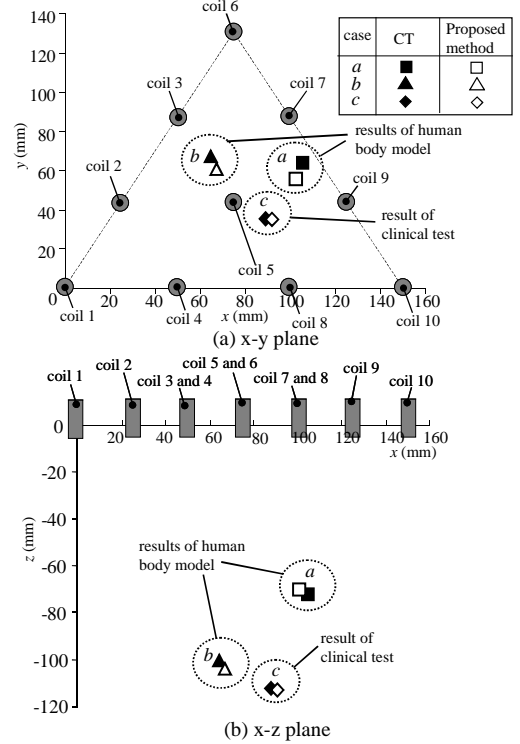 coil 6
140
120
100
80
60
40
20
0
y (mm)
coil 3
coil 7
coil 2
coil 9
case CT Proposed method
a
b
c
results of human
body model
b
a
c
result of
clinical test
coil 5
20 40 60 80 100 120 140 160
coil 1
coil 4
x (mm)
coil 8
coil 10
(a) x-y plane
coil 1
coil 2
coil 3 and 4
coil 5 and 6
coil 7 and 8
coil 9
coil 10
0
20 40 60 80 100 120 140 160
x (mm)
-20
-40
-60
-80
-100
-120
z (mm)
results of human
body model
a
b
c
result of
clinical test
(b) x-z plane